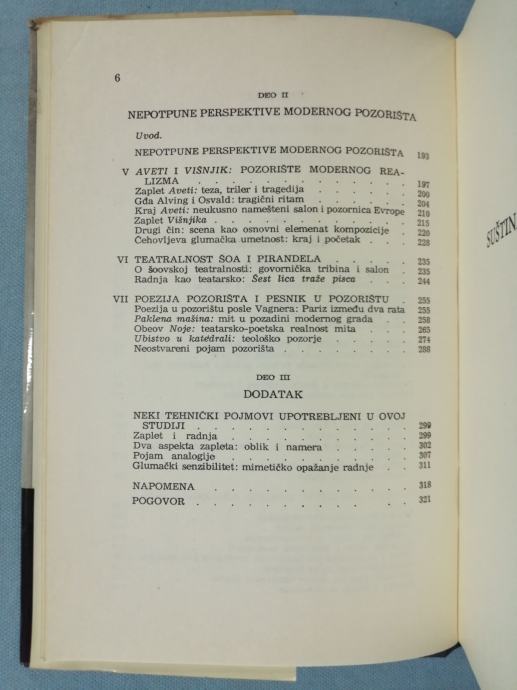 6
DEO II
NEPOTPUNE PERSPEKTIVE MODERNOG POZORIŠTA
Uvod.
NEPOTPUNE PERSPEKTIVE MODERNOG POZORIŠTA 193
V AVETI I VIŠNJIK: POZORIŠTE MODERNOG REA-
LIZMA . . . . . . . . . . . 197
Zaplet Aveti: teza, triler i tragedija . . . . . 200
Gđa Alving i Osvald: tragični ritam . . . . . 204
Kraj Aveti: neukusno namešteni salon i pozornica Evrope 210
Zaplet Višnjika . . . . . . . . . . 215
Drugi čin: scena kao osnovni elemenat kompozicije . 220
Čehovljeva glumačka umetnost: kraj i početak . . 228
VI TEATRALNOST ŠOA I PIRANDELA . . . . 235
O šoovskoj teatralnosti: govornička tribina i salon . 235
Radnja kao teatarsko: Šest lica traže pisca . . . 244
VII POEZIJA POZORIŠTA I PESNIK U POZORIŠTU . 255
Poezija u pozorištu posle Vagnera: Pariz između dva rata 255
Paklena mašina: mit u pozadini modernog grada . . 258
Obeov Noje: teatarsko-poetska realnost mita . . . 265
Ubistvo u katedrali: teološko pozorje . . . . . 274
Neostvareni pojam pozorišta . . . . . . . 288
DEO III
DODATAK
NEKI TEHNIČKI POJMOVI UPOTREBLJENI U OVOJ
STUDIJI . . . . . . . . . . . 299
Zaplet i radnja . . . . . . . . . . 299
Dva aspekta zapleta: oblik i namera . . . . . 302
Pojam analogije . . . . . . . . . . 307
Glumački senzibilitet: mimetičko opažanje radnje . . 311
NAPOMENA . . . . . . . . . . . 318
POGOVOR . . . . . . . . . . . 321
SUŠTIN